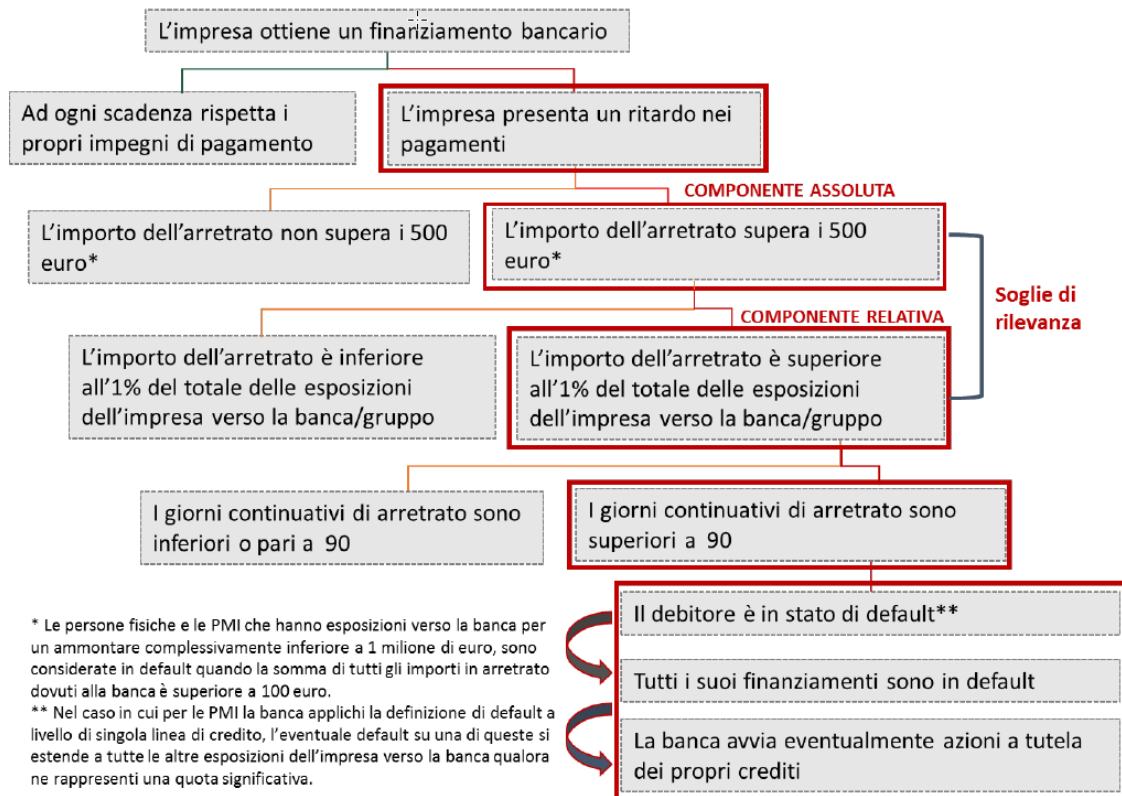 L'impresa ottiene un finanziamento bancario
Ad ogni scadenza rispetta i
propri impegni di pagamento
L'impresa presenta un ritardo nei
pagamenti
COMPONENTE ASSOLUTA
L'importo dell'arretrato non supera i 500
euro*
L'importo dell'arretrato supera i 500
euro*
Soglie di
rilevanza
COMPONENTE RELATIVA
L'importo dell'arretrato è inferiore
all'1% del totale delle esposizioni
dell'impresa verso la banca/gruppo
L'importo dell'arretrato è superiore
all'1% del totale delle esposizioni
dell'impresa verso la banca/gruppo
I giorni continuativi di arretrato sono
inferiori o pari a 90
I giorni continuativi di arretrato sono
superiori a 90
Il debitore è in stato di default**
Tutti i suoi finanziamenti sono in default
La banca avvia eventualmente azioni a tutela
dei propri crediti
* Le persone fisiche e le PMI che hanno esposizioni verso la banca per
un ammontare complessivamente inferiore a 1 milione di euro, sono
considerate in default quando la somma di tutti gli importi in arretrato
dovuti alla banca è superiore a 100 euro.
** Nel caso in cui per le PMI la banca applichi la definizione di default a
livello di singola linea di credito, l'eventuale default su una di queste si
estende a tutte le altre esposizioni dell'impresa verso la banca qualora
ne rappresenti una quota significativa.